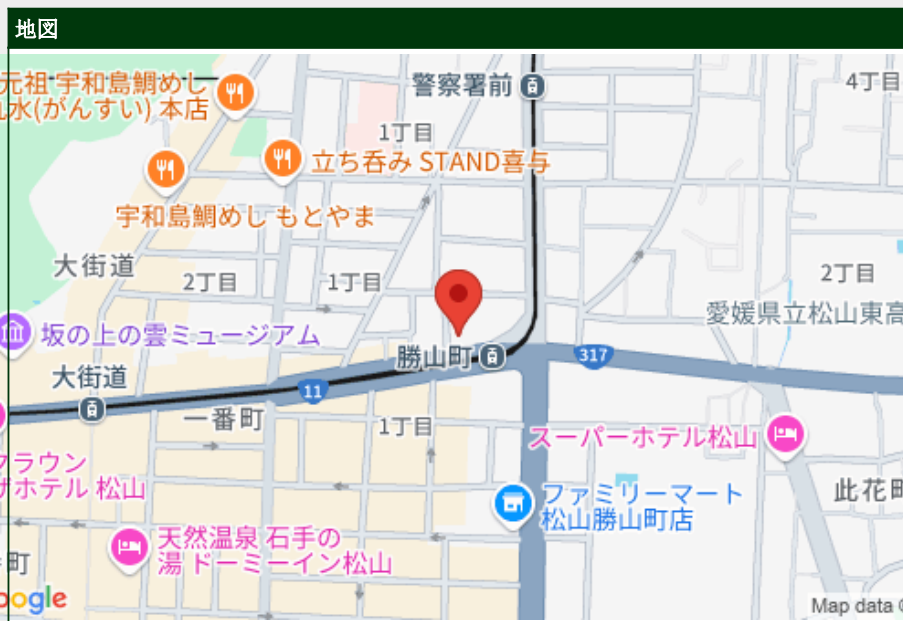 地図
元祖 宇和島鯛めし
丸水(がんすい) 本店
警察署前
4丁目
1丁目
立ち呑み STAND喜与
宇和島鯛めし もとやま
大街道
2丁目
1丁目
2丁目
愛媛県立松山東高
坂の上の雲ミュージアム
勝山町
317
大街道
11
一番町
1丁目
スーパーホテル松山
クラウン
ザホテル 松山
ファミリーマート
松山勝山町店
此花町
天然温泉 石手の
湯 ドーミーイン松山
町
oogle
Map data ©